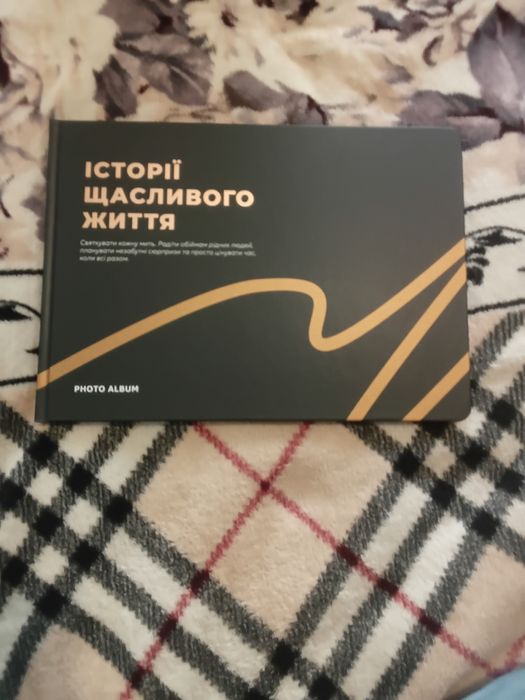 ІСТОРІЇ
ЩАСЛИВОГО
ЖИТТЯ
Святкувати кожну мить. Радіти обіймам рідних людей,
планувати незабутні сюрпризи та просто цінувати час,
коли всі разом.
PHOTO ALBUM